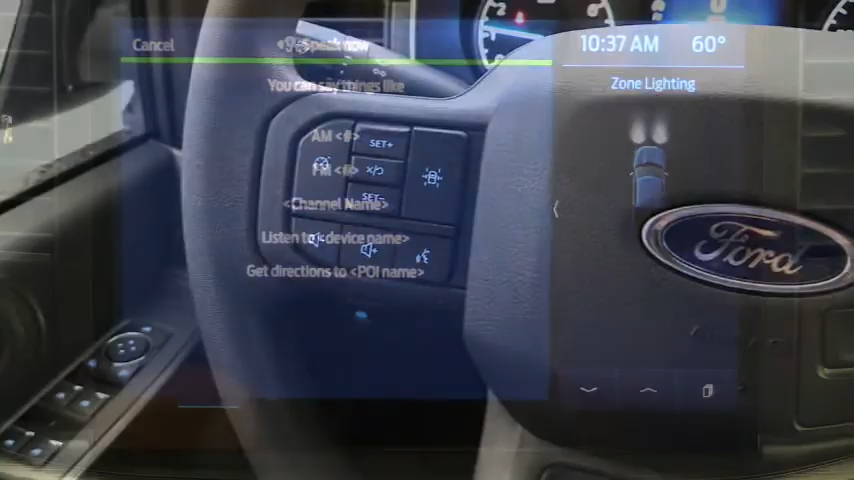 Cancel
Speak now
10:37 AM 60°
You can say things like
Zone Lighting
AM <#>
SET+
FM <#>
SET-
<Channel Name>
Listen to <device name>
Get directions to <POI name>
Ford